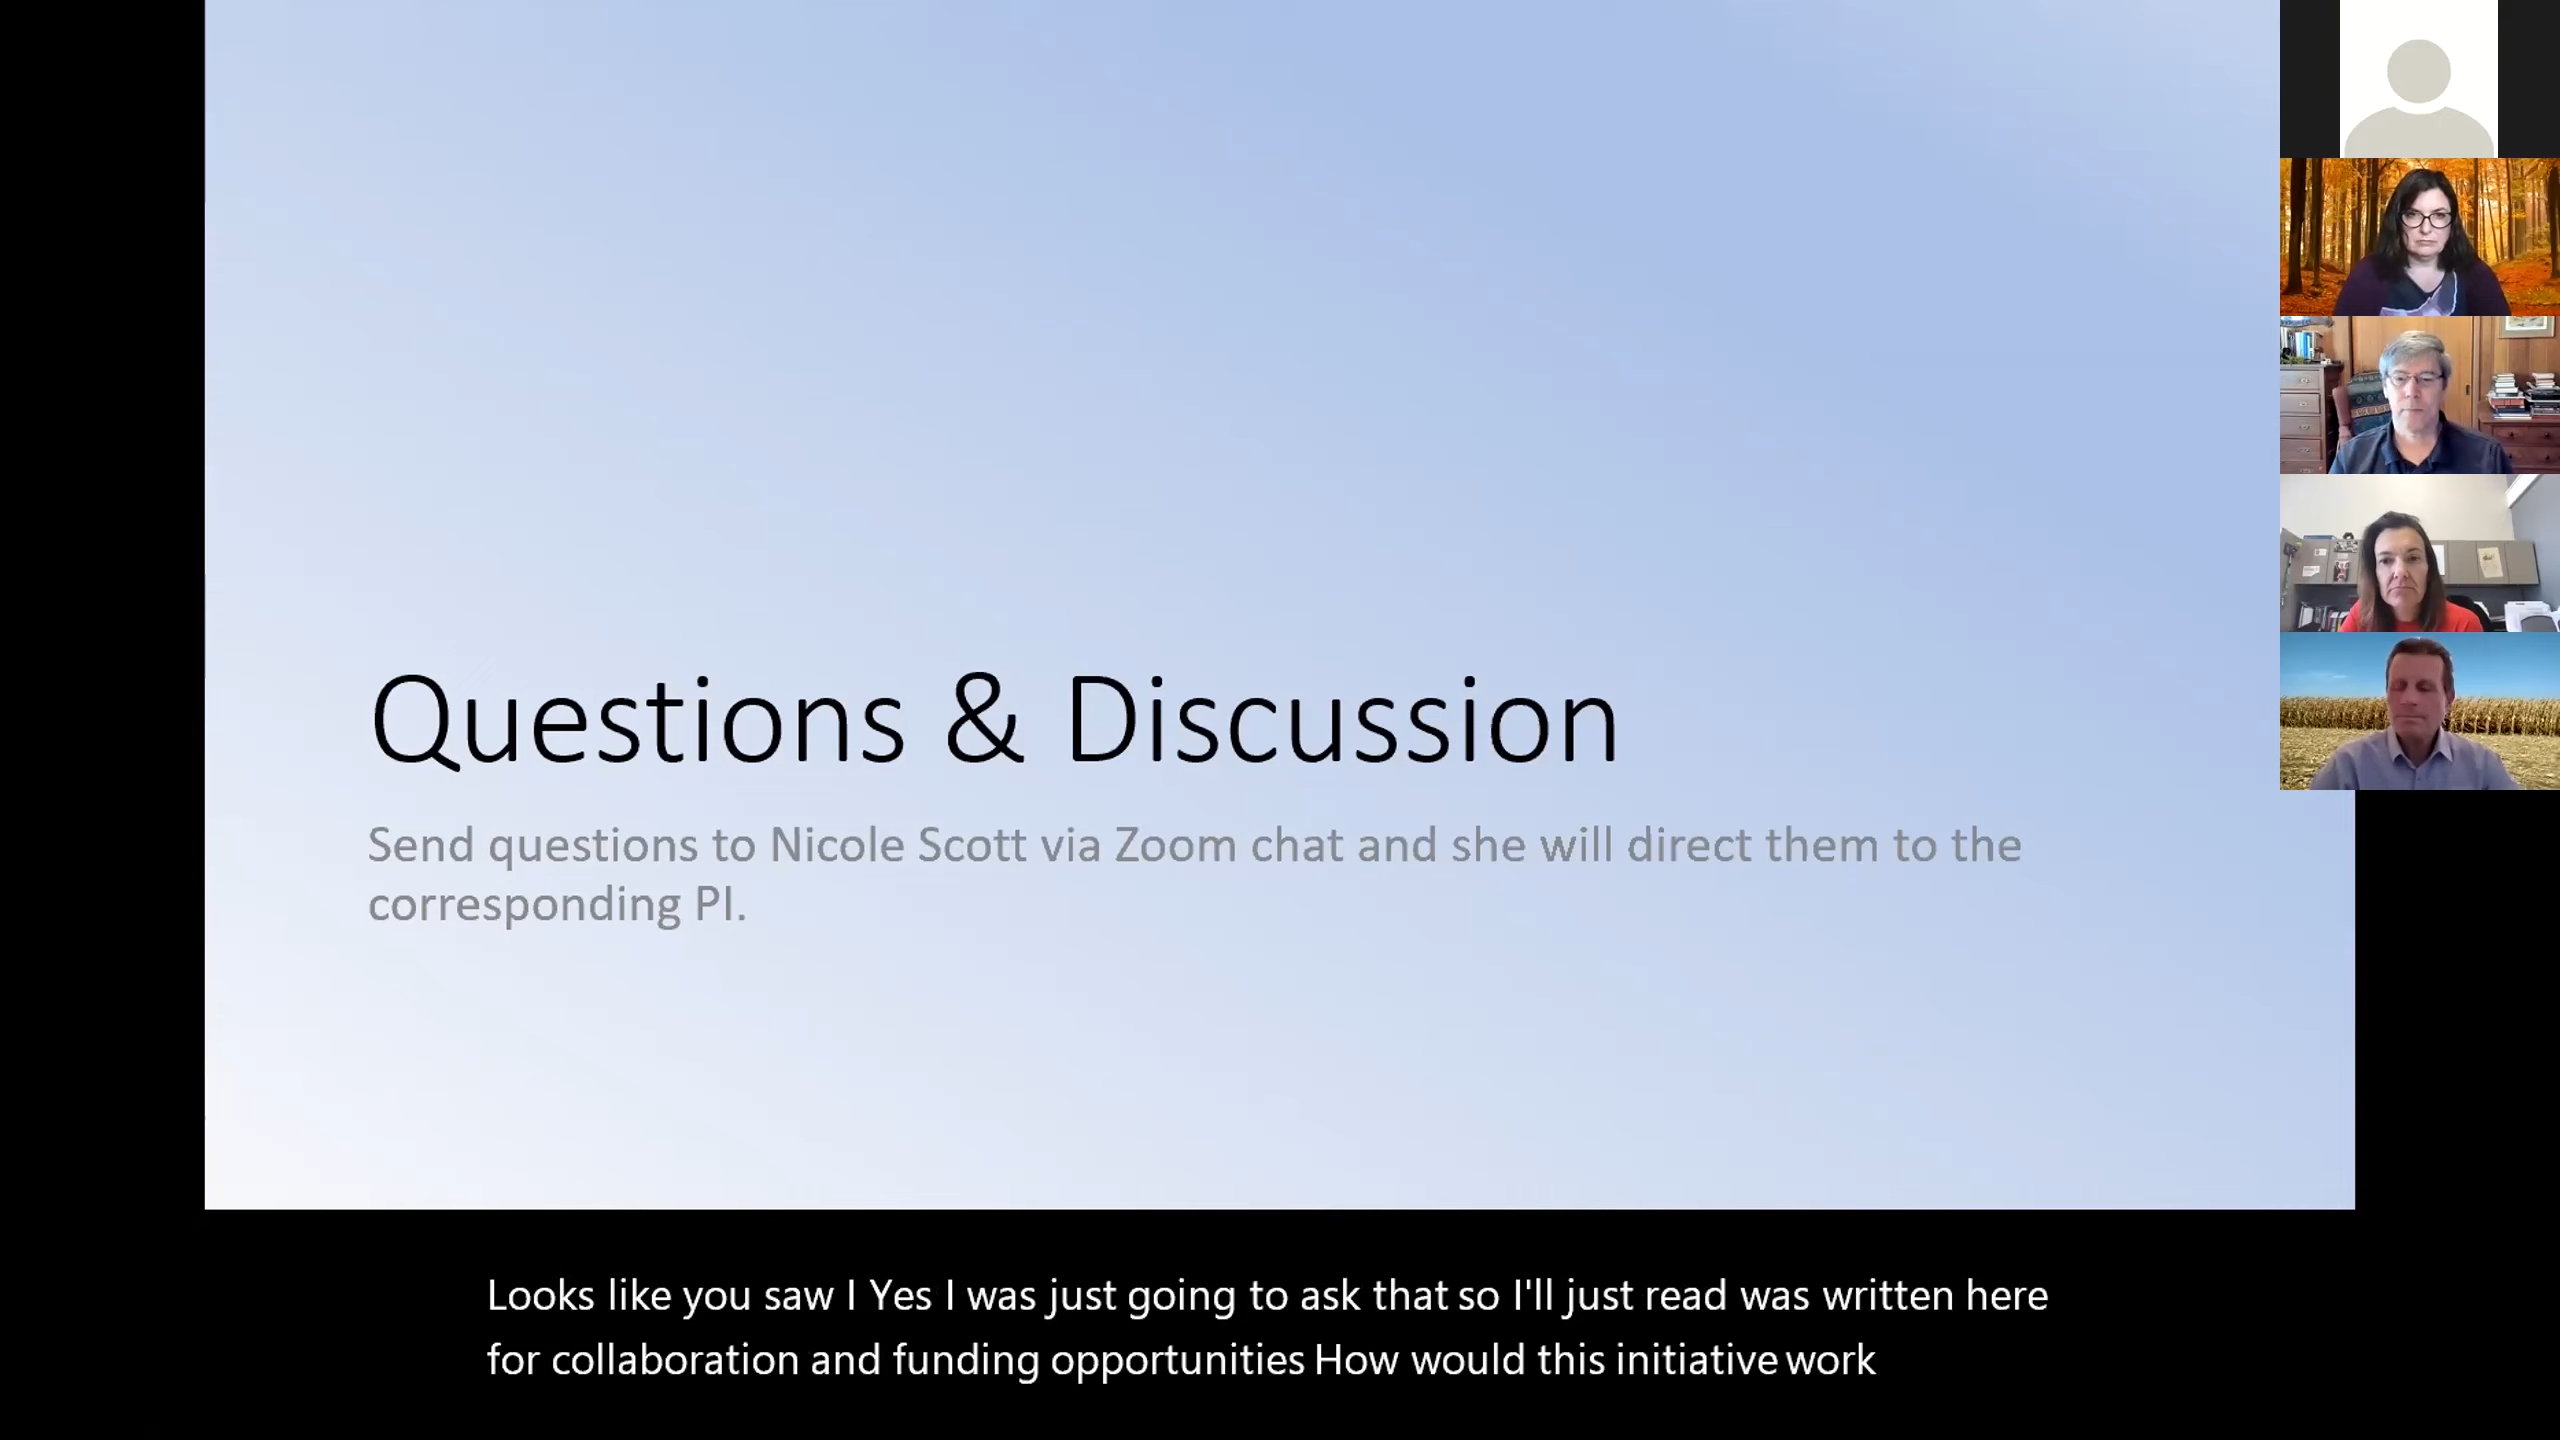 Questions & Discussion
Send questions to Nicole Scott via Zoom chat and she will direct them to the
corresponding PI.
Looks like you saw I Yes I was just going to ask that so I'll just read was written here
for collaboration and funding opportunities How would this initiative work